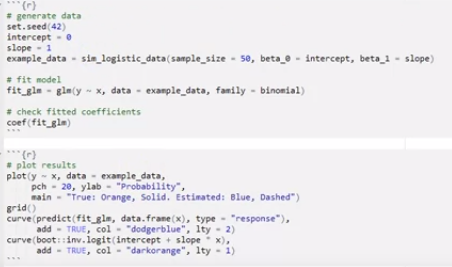 ```{r}
# generate data
set.seed(42)
intercept = 0
slope = 1
example_data = sim_logistic_data(sample_size = 50, beta_0 = intercept, beta_1 = slope)
# fit model
fit_glm = glm(y ~ x, data = example_data, family = binomial)
# check fitted coefficients
coef(fit_glm)
```
```{r}
# plot results
plot(y ~ x, data = example_data,
pch = 20, ylab = "Probability",
main = "True: Orange, Solid. Estimated: Blue, Dashed")
grid()
curve(predict(fit_glm, data.frame(x), type = "response"),
add = TRUE, col = "dodgerblue", lty = 2)
curve(boot::inv.logit(intercept + slope * x),
add = TRUE, col = "darkorange", lty = 1)
```